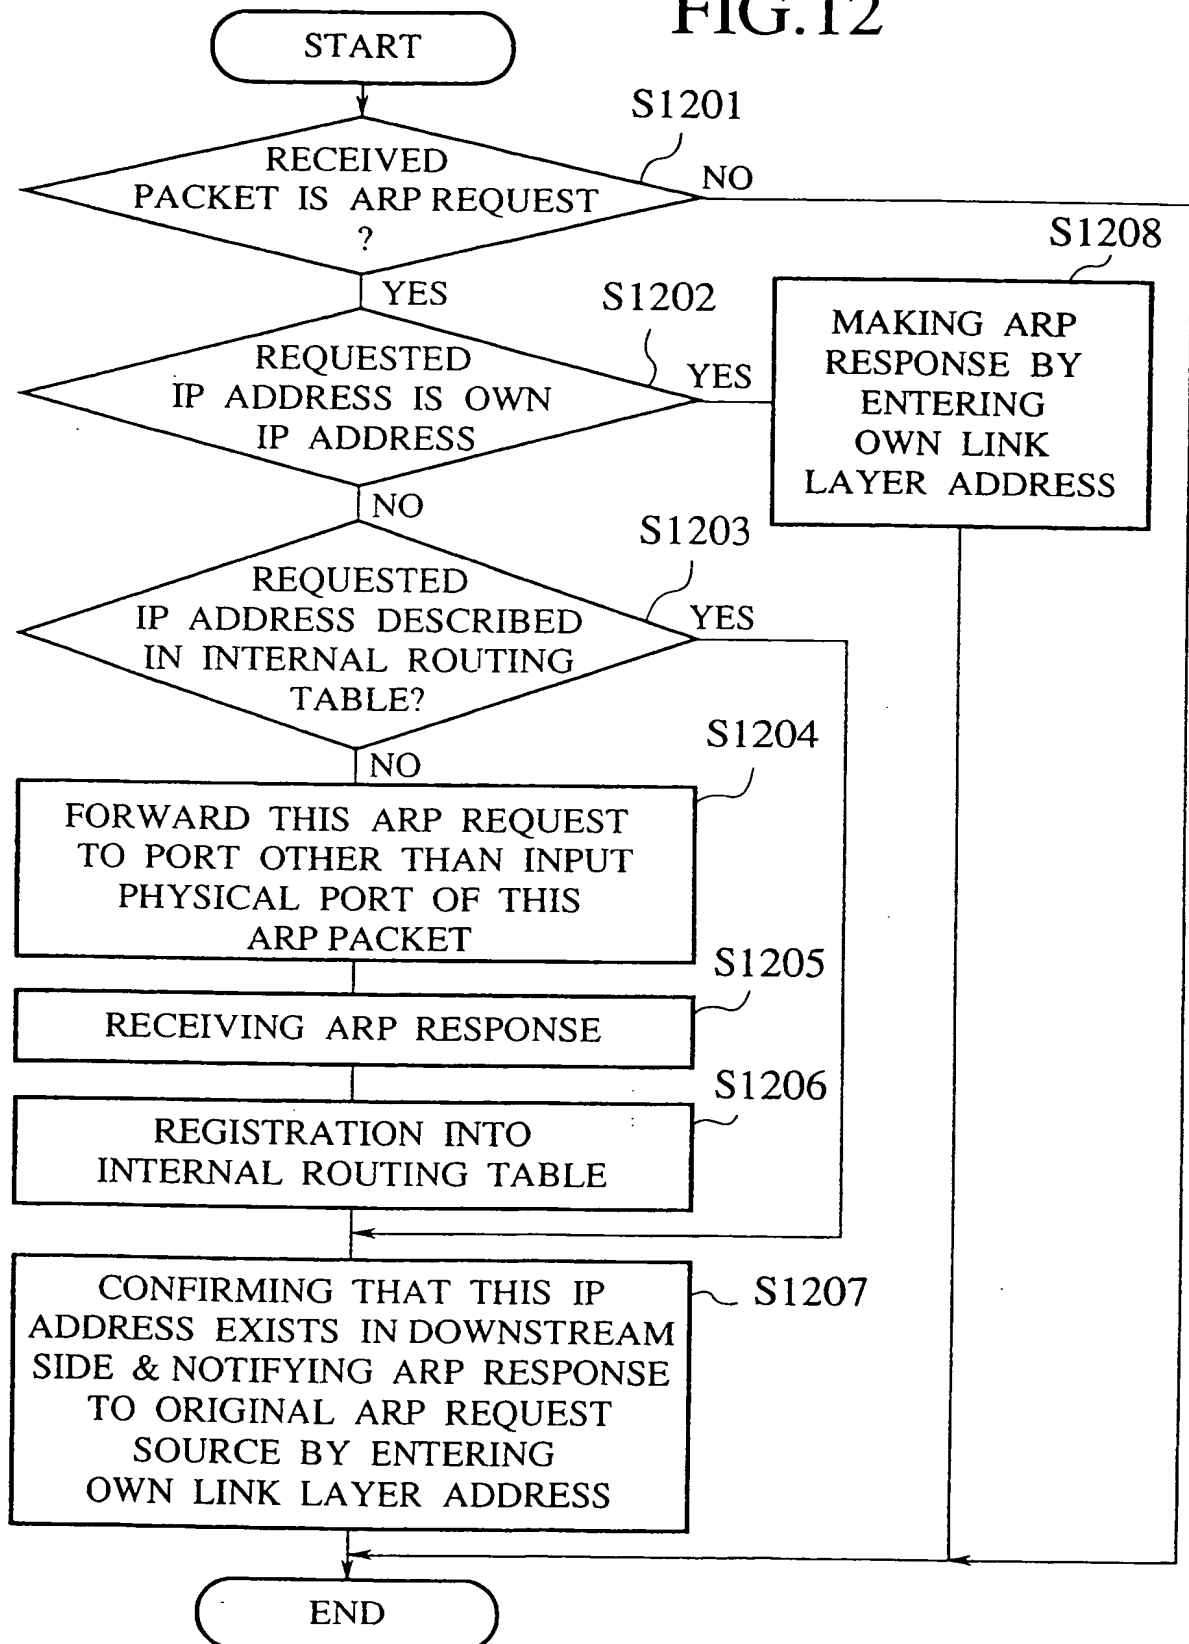 FIG.12
START
S1201
RECEIVED
PACKET IS ARP REQUEST
?
NO
YES
S1202
REQUESTED
IP ADDRESS IS OWN
IP ADDRESS
YES
S1208
MAKING ARP
RESPONSE BY
ENTERING
OWN LINK
LAYER ADDRESS
NO
S1203
REQUESTED
IP ADDRESS DESCRIBED
IN INTERNAL ROUTING
TABLE?
YES
NO
S1204
FORWARD THIS ARP REQUEST
TO PORT OTHER THAN INPUT
PHYSICAL PORT OF THIS
ARP PACKET
S1205
RECEIVING ARP RESPONSE
S1206
REGISTRATION INTO
INTERNAL ROUTING TABLE
S1207
CONFIRMING THAT THIS IP
ADDRESS EXISTS IN DOWNSTREAM
SIDE & NOTIFYING ARP RESPONSE
TO ORIGINAL ARP REQUEST
SOURCE BY ENTERING
OWN LINK LAYER ADDRESS
END